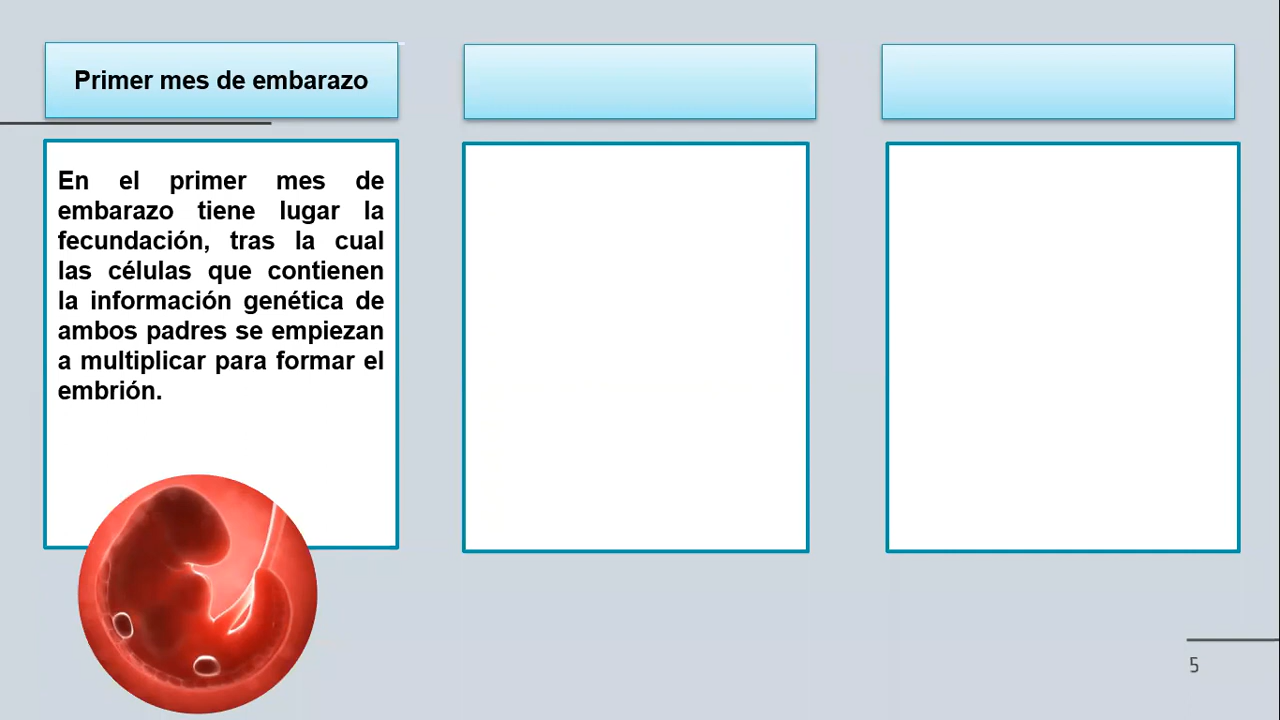 Primer mes de embarazo
En el primer mes de
embarazo tiene lugar la
fecundación, tras la cual
las células que contienen
la información genética de
ambos padres se empiezan
a multiplicar para formar el
embrión.
5